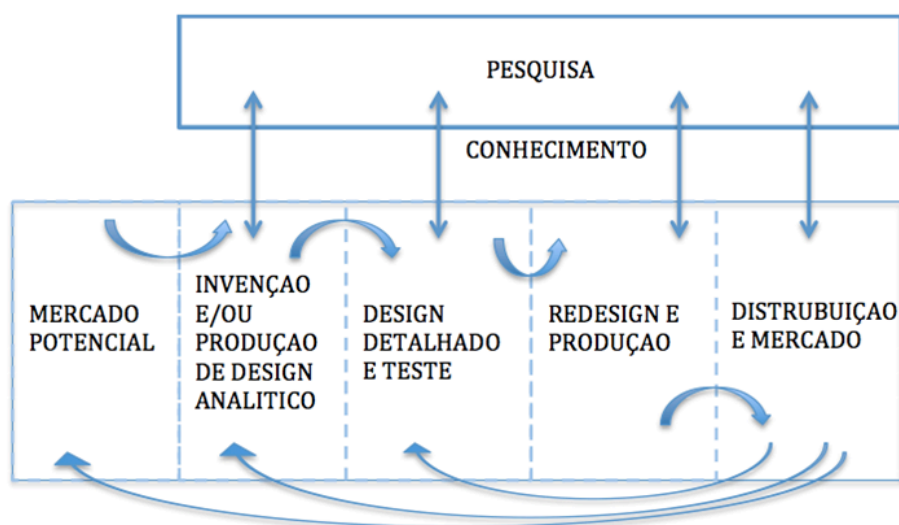 PESQUISA
CONHECIMENTO
MERCADO
POTENCIAL
INVENÇAO
E/OU
PRODUÇAO
DE DESIGN
ANALITICO
DESIGN
DETALHADO
E TESTE
REDESIGN E
PRODUÇAO
DISTRUBUIÇAO
E MERCADO